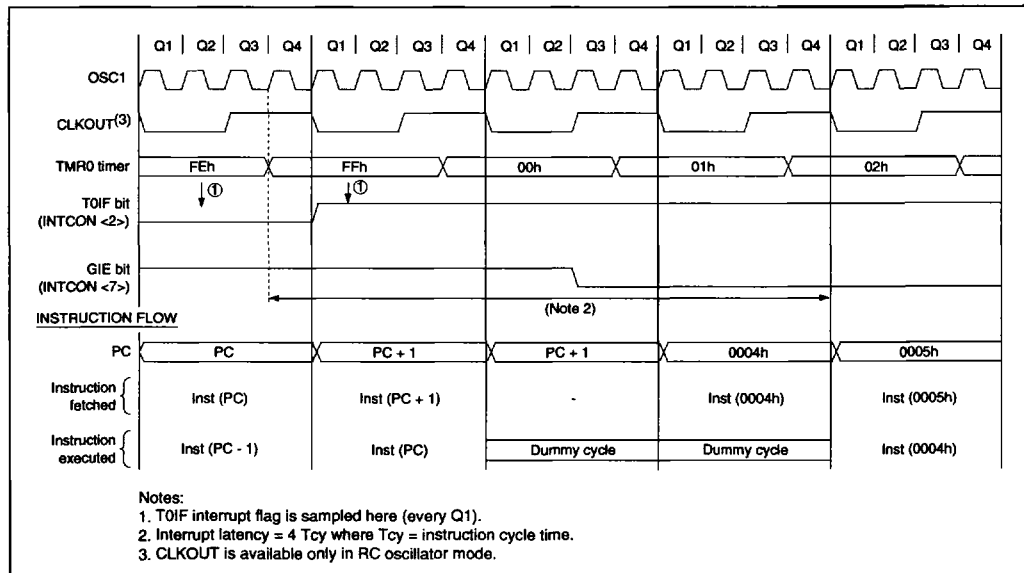 Q1 | Q2 | Q3 | Q4 Q1 | Q2 | Q3 | Q4 Q1 | Q2 | Q3 | Q4 Q1 | Q2 | Q3 | Q4 Q1 | Q2 | Q3 | Q4
OSC1
CLKOUT(3)
TMR0 timer FEh FFh 00h 01h 02h
① ①
T0IF bit
(INTCON <2>)
GIE bit
(INTCON <7>)
(Note 2)
INSTRUCTION FLOW
PC PC PC + 1 PC + 1 0004h 0005h
Instruction
fetched Inst (PC) Inst (PC + 1) - Inst (0004h) Inst (0005h)
Instruction
executed Inst (PC - 1) Inst (PC) Dummy cycle Dummy cycle Inst (0004h)
Notes:
1. T0IF interrupt flag is sampled here (every Q1).
2. Interrupt latency = 4 Tcy where Tcy = instruction cycle time.
3. CLKOUT is available only in RC oscillator mode.